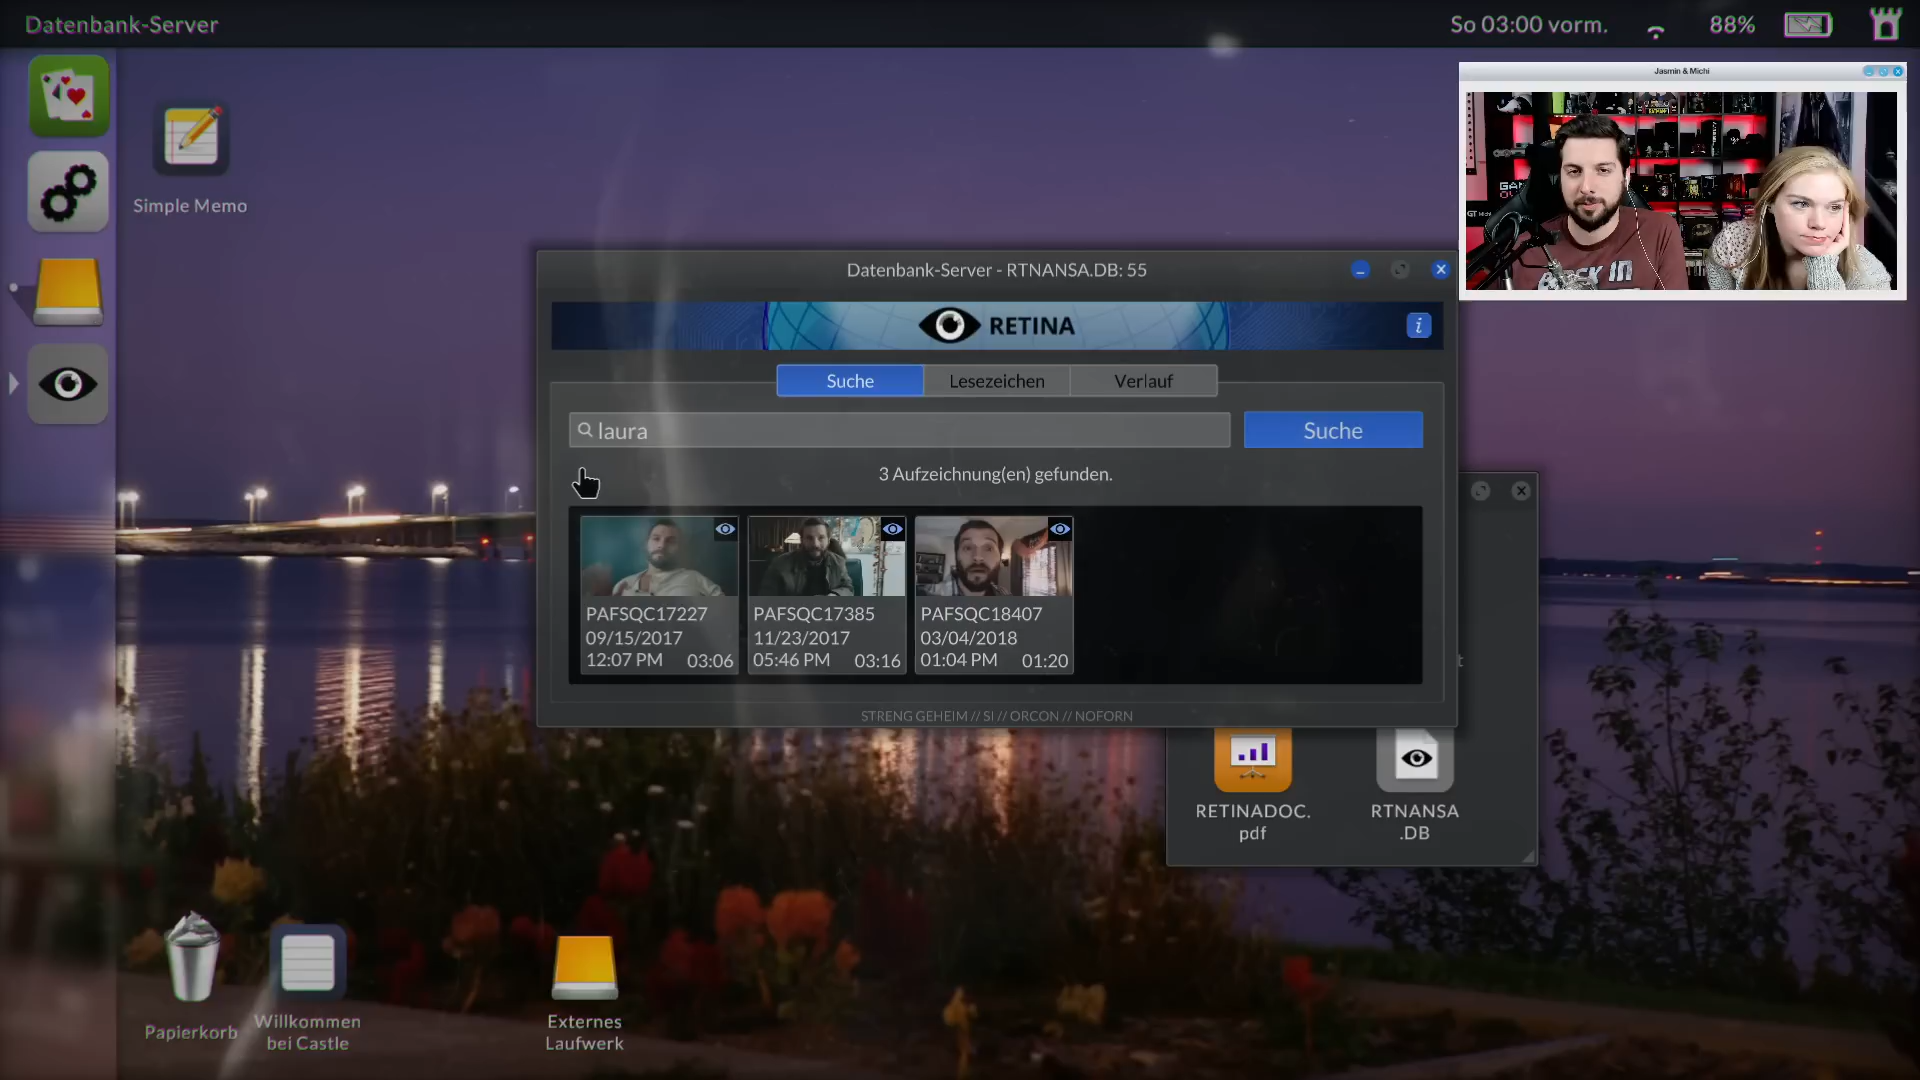 Datenbank-Server
So 03:00 vorm.
88%
Jasmin & Michi
Simple Memo
Datenbank-Server - RTNANSA.DB: 55
RETINA
Suche
Lesezeichen
Verlauf
laura
Suche
3 Aufzeichnung(en) gefunden.
PAFSQC17227
09/15/2017
12:07 PM 03:06
PAFSQC17385
11/23/2017
05:46 PM 03:16
PAFSQC18407
03/04/2018
01:04 PM 01:20
STRENG GEHEIM // SI // ORCON // NOFORN
RETINADOC.
pdf
RTNANSA
.DB
Papierkorb
Willkommen
bei Castle
Externes
Laufwerk